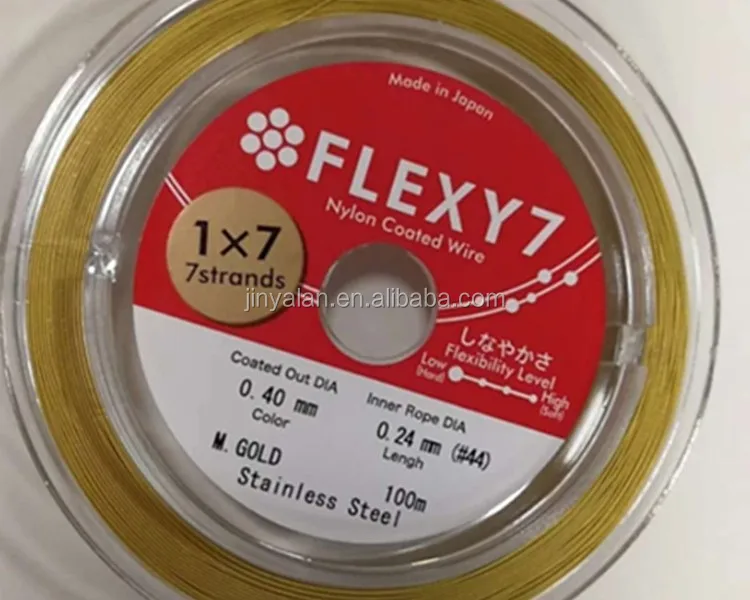 Made in Japan
FLEXY7
Nylon Coated Wire
1×7
7strands
jinyalan.en.alibaba.com
しなやかさ
Flexibility Level
Low
(Hard)
High
(Soft)
Coated Out DIA
0.40 mm
Inner Rope DIA
0.24 mm (#44)
Color
M.GOLD
Lengh
100m
Stainless Steel